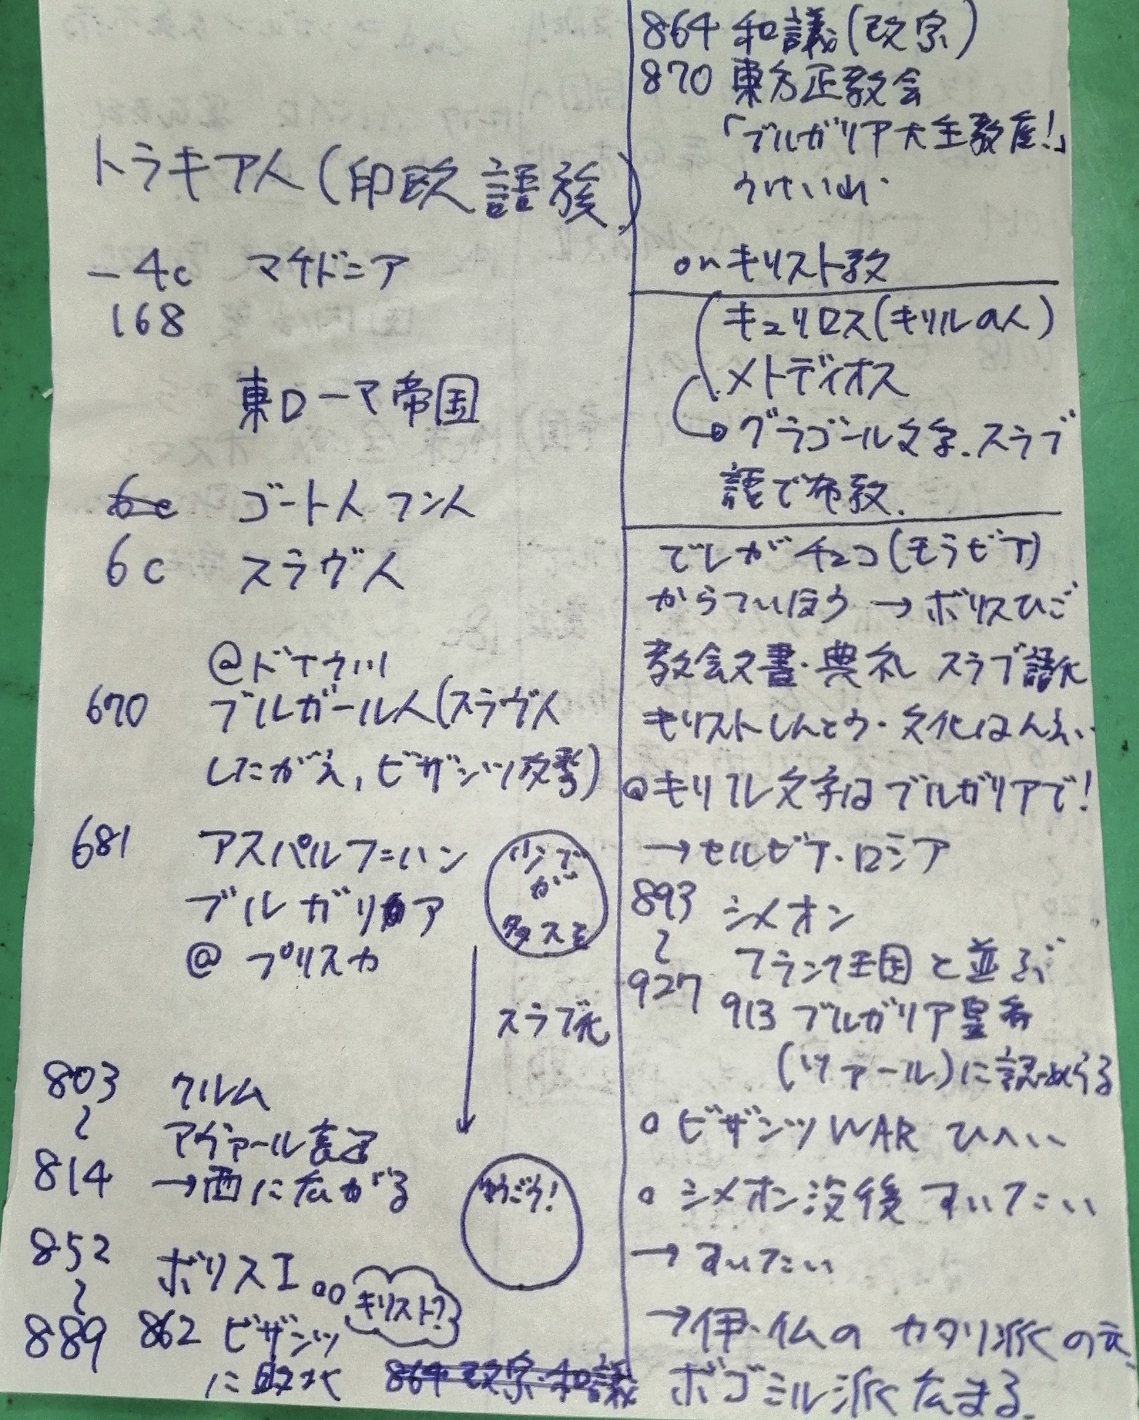 トラキア人(印欧語族)
-4c マケドニア
168
東ローマ帝国
6c ゴート人 フン人
6c スラヴ人
@ドナウ川
670 ブルガール人(スラヴ人
したがえ,ビザンツ攻撃)
681 アスパルフ=ハン
ブルガリア
@プリスカ
が
多スラ
スラブ化
803 クルム
〜 アヴァール
814 →西に広がる
852 ボリスI
〜
キリスト?
889 862 ビザンツ
に敗北 864 改宗・和議
ゆうごう!
864 和議(改宗)
870 東方正教会
「ブルガリア大主教座!」
うけいれ.
on キリスト教
キュリロス(キリルの人)
メトディオス
→グラゴール文字.スラブ
語で布教.
でしがチェコ(モラビア)
からついほう → ボリスひご
教会文書・典礼 スラブ語化
キリストしんとう・文化はんえい
@キリル文字はブルガリアで!
→セルビア・ロシア
893 シメオン
〜 フランク王国と並ぶ
927 913 ブルガリア皇帝
(ツァール)に認めらる
○ビザンツWAR ひへい
○シメオン没後 すいたい
→すいたい
→伊・仏の カタリ派の元.
ボゴミル派広まる.